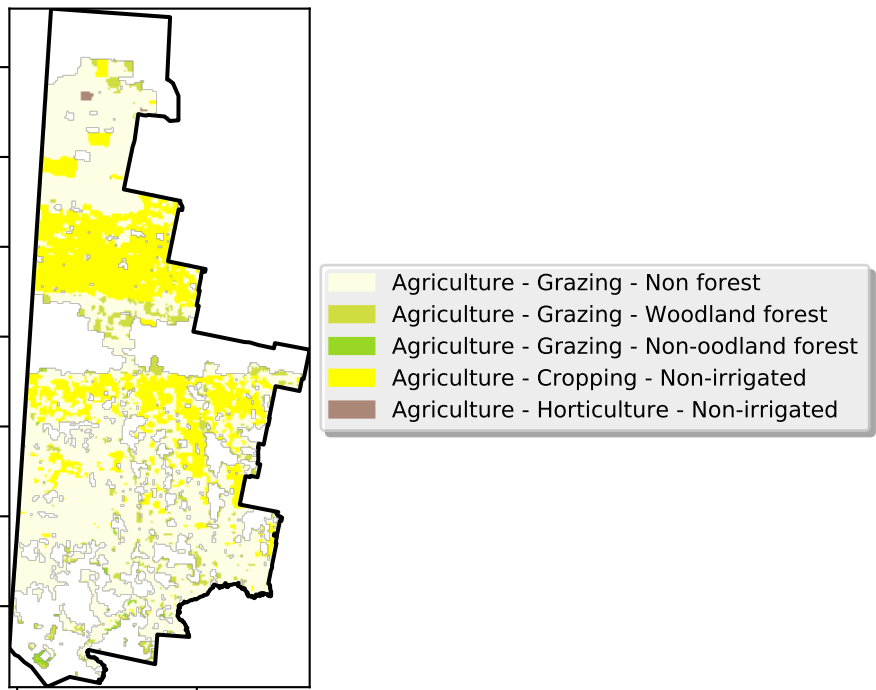 Agriculture - Grazing - Non forest
Agriculture - Grazing - Woodland forest
Agriculture - Grazing - Non-oodland forest
Agriculture - Cropping - Non-irrigated
Agriculture - Horticulture - Non-irrigated